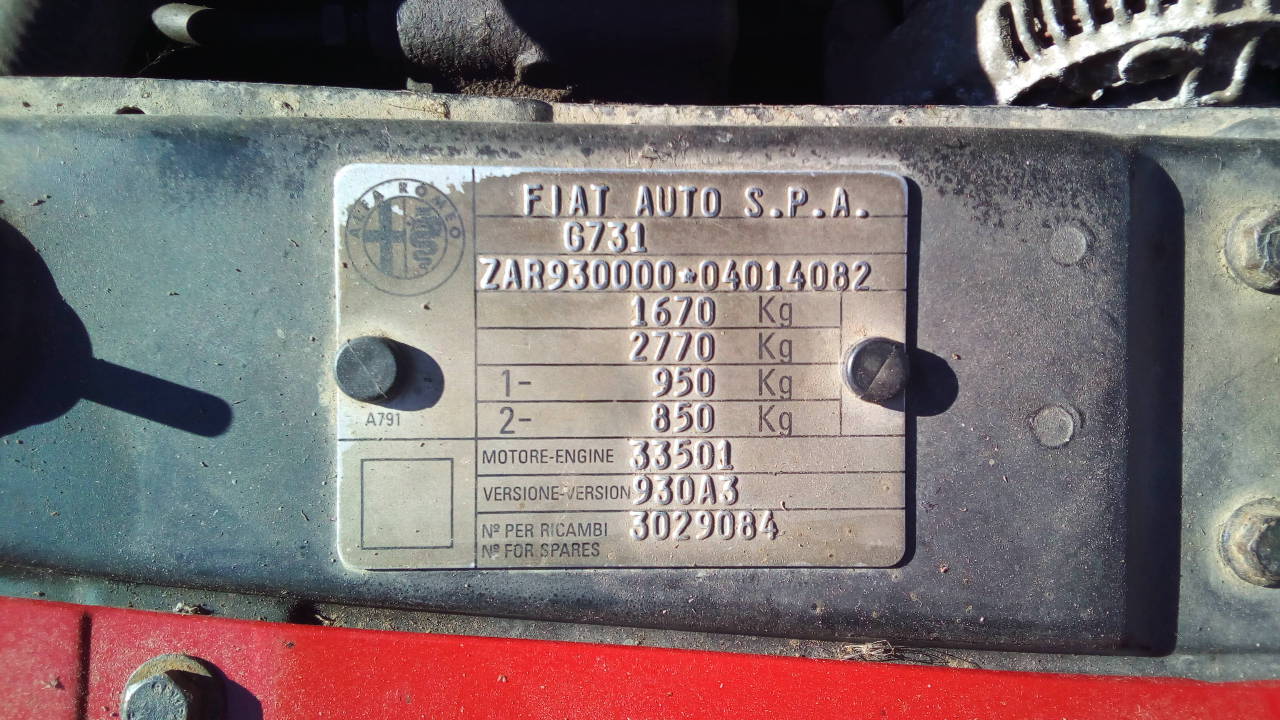 ALFA ROMEO
FIAT AUTO S.P.A.
G731
ZAR930000*04014082
1670 Kg
2770 Kg
1- 950 Kg
2- 850 Kg
A791
MOTORE-ENGINE 33501
VERSIONE-VERSION 930A3
Nº PER RICAMBI 3029084
Nº FOR SPARES